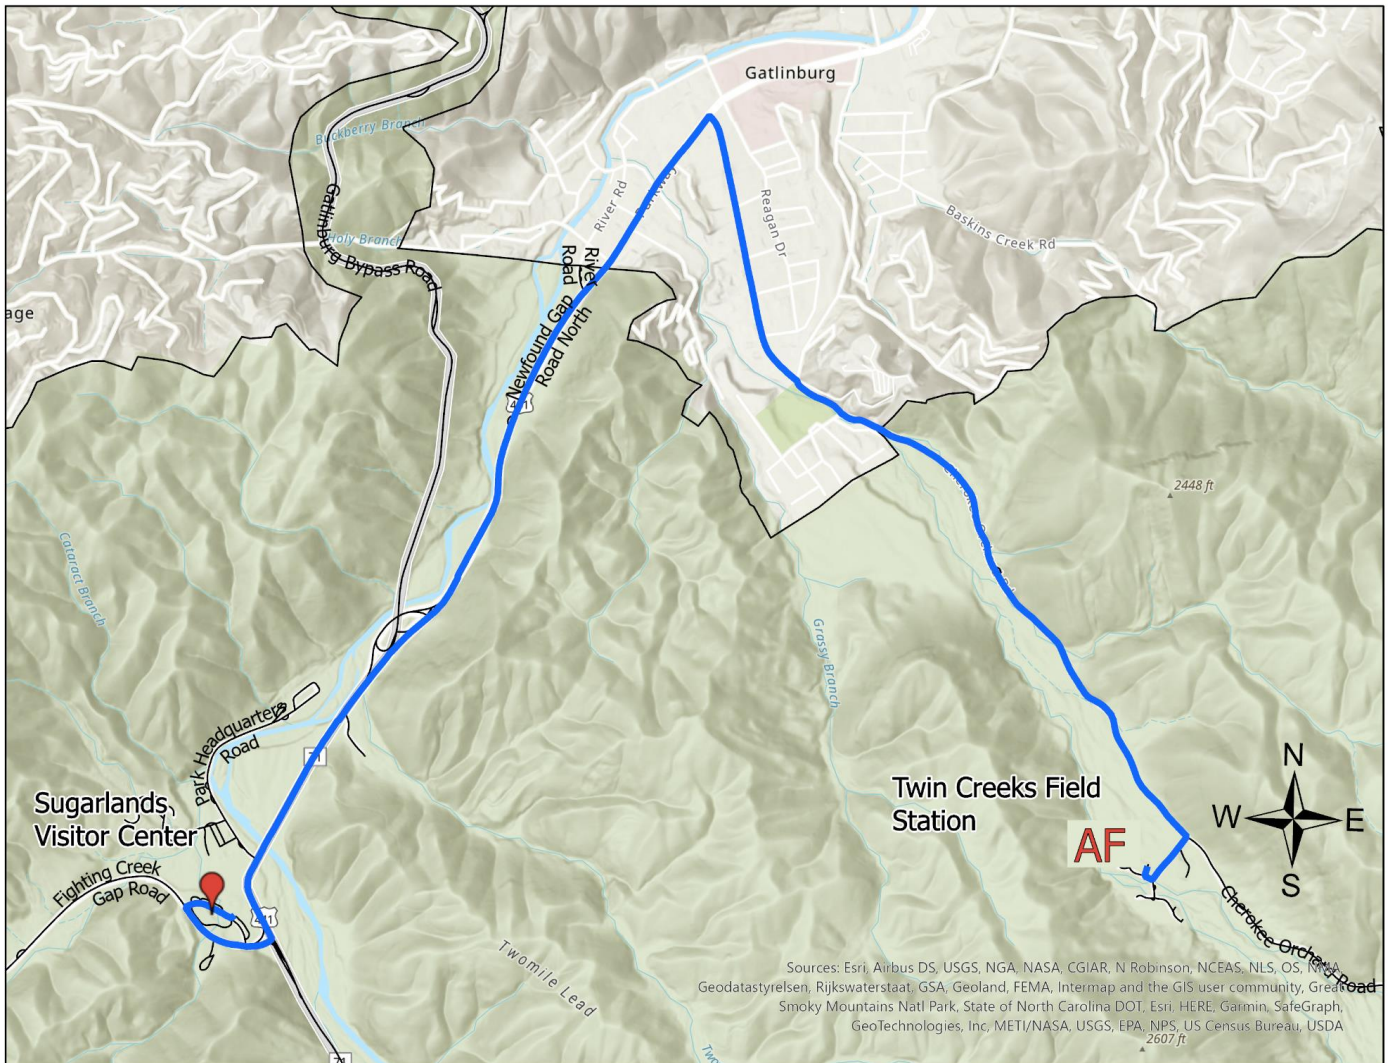 Gatlinburg
Buckberry Branch
Gatlinburg Bypass Road
Holy Branch
River Rd
Parkway
Reagan Dr
Baskins Creek Rd
River
Road
age
Newfound Gap
Road North
441
2448 ft
Cataract Branch
Grassy Branch
Park Headquarters
Road
71
N
W
E
S
Twin Creeks Field
Station
AF
Sugarlands
Visitor Center
Fighting Creek
Gap Road
441
Cherokee Orchard Road
Twomile Lead
Sources: Esri, Airbus DS, USGS, NGA, NASA, CGIAR, N Robinson, NCEAS, NLS, OS, NMA,
Geodatastyrelsen, Rijkswaterstaat, GSA, Geoland, FEMA, Intermap and the GIS user community, Great
Smoky Mountains Natl Park, State of North Carolina DOT, Esri, HERE, Garmin, SafeGraph,
GeoTechnologies, Inc, METI/NASA, USGS, EPA, NPS, US Census Bureau, USDA
2607 ft
71